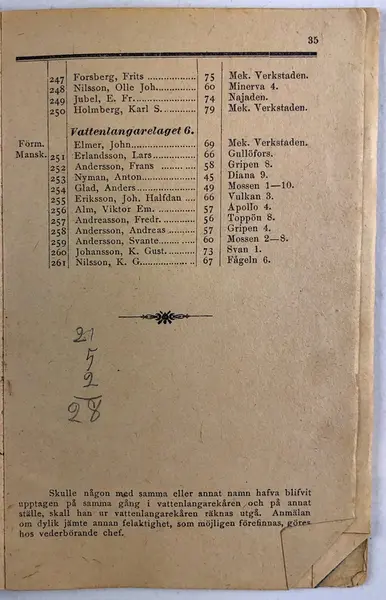 35
247 Forsberg, Frits 75 Mek. Verkstaden.
248 Nilsson, Olle Joh. 60 Minerva 4.
249 Jubel, E. Fr. 74 Najaden.
250 Holmberg, Karl S. 79 Mek. Verkstaden.
Vattenlangarelaget 6.
Förm. Elmer, John 69 Mek. Verkstaden.
Mansk. 251 Erlandsson, Lars 66 Gullöfors.
252 Andersson, Frans 58 Gripen 8.
253 Nyman, Anton 45 Diana 9.
254 Glad, Anders 49 Mossen 1—10.
255 Eriksson, Joh. Halfdan 66 Vulkan 3.
256 Alm, Viktor Em. 57 Apollo 4.
257 Andreasson, Fredr. 56 Toppön 8.
258 Andersson, Andreas 57 Gripen 4.
259 Andersson, Svante 60 Mossen 2—8.
260 Johansson, K. Gust. 73 Svan 1.
261 Nilsson, K. G. 67 Fågeln 6.
21
5
2
28
Skulle någon med samma eller annat namn hafva blifvit
upptagen på samma gång i vattenlangarekåren och på annat
ställe, skall han ur vattenlangarekåren räknas utgå. Anmälan
om dylik jämte annan felaktighet, som möjligen förefinnas, göres
hos vederbörande chef.